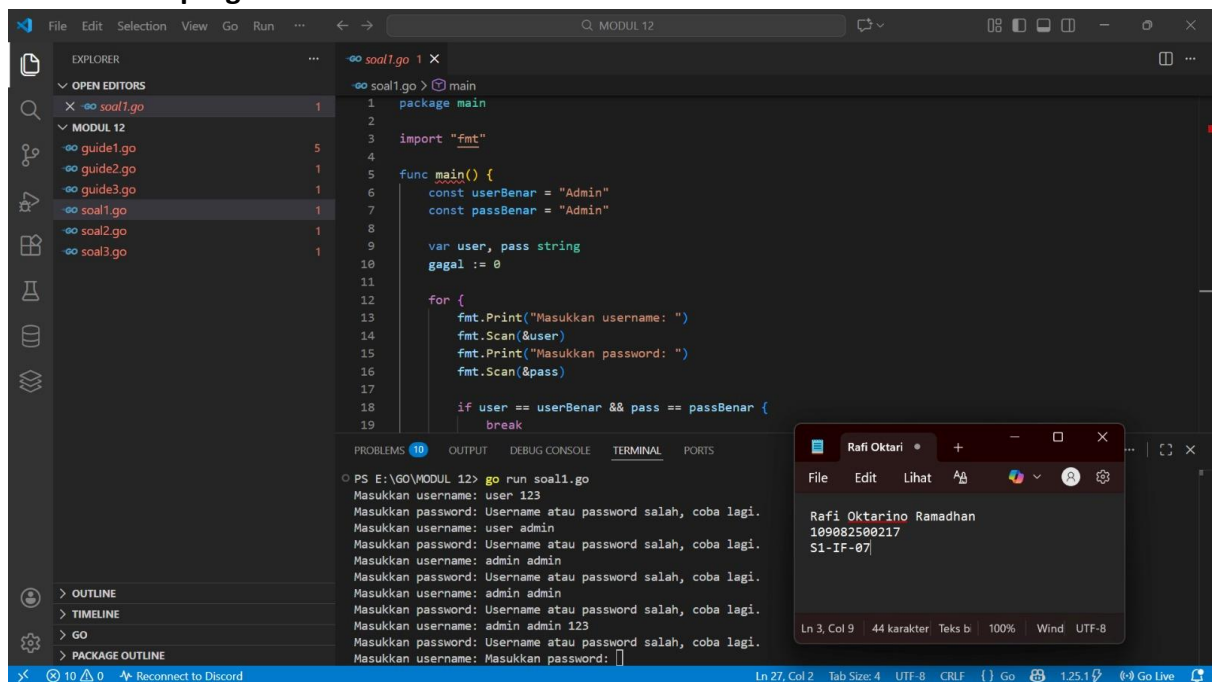 File Edit Selection View Go Run ... MODUL 12
EXPLORER ...
OPEN EDITORS
soal1.go 1
MODUL 12
guide1.go 5
guide2.go 1
guide3.go 1
soal1.go 1
soal2.go 1
soal3.go 1
OUTLINE
TIMELINE
GO
PACKAGE OUTLINE
soal1.go 1
soal1.go > main
1 package main
2
3 import "fmt"
4
5 func main() {
6 const userBenar = "Admin"
7 const passBenar = "Admin"
8
9 var user, pass string
10 gagal := 0
11
12 for {
13 fmt.Print("Masukkan username: ")
14 fmt.Scan(&user)
15 fmt.Print("Masukkan password: ")
16 fmt.Scan(&pass)
17
18 if user == userBenar && pass == passBenar {
19 break
PROBLEMS 10 OUTPUT DEBUG CONSOLE TERMINAL PORTS
PS E:\GO\MODUL 12> go run soal1.go
Masukkan username: user 123
Masukkan password: Username atau password salah, coba lagi.
Masukkan username: user admin
Masukkan password: Username atau password salah, coba lagi.
Masukkan username: admin admin
Masukkan password: Username atau password salah, coba lagi.
Masukkan username: admin admin
Masukkan password: Username atau password salah, coba lagi.
Masukkan username: admin admin 123
Masukkan password: Username atau password salah, coba lagi.
Masukkan username: Masukkan password:
Rafi Oktari
File Edit Lihat
Rafi Oktarino Ramadhan
109082500217
S1-IF-07
Ln 3, Col 9 44 karakter Teks bi 100% Wind UTF-8
10 0 Reconnect to Discord Ln 27, Col 2 Tab Size: 4 UTF-8 CRLF {} Go 1.25.1 Go Live